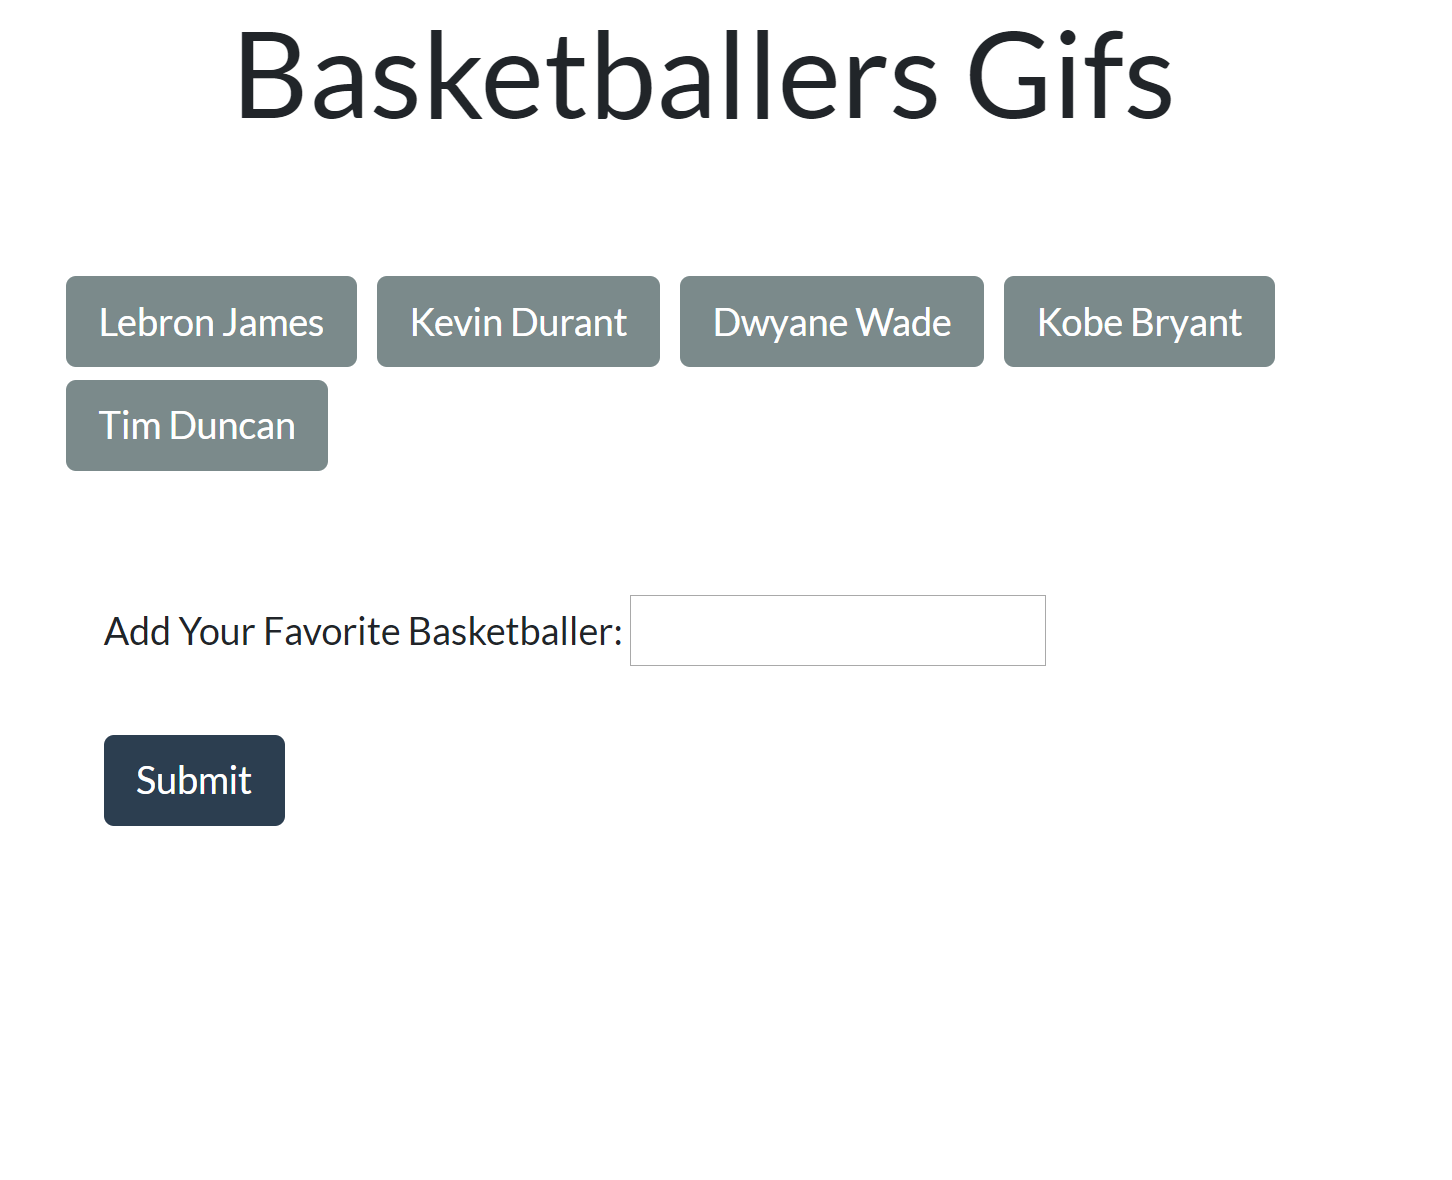 Basketballers Gifs
Lebron James Kevin Durant Dwyane Wade Kobe Bryant
Tim Duncan
Add Your Favorite Basketballer:
Submit